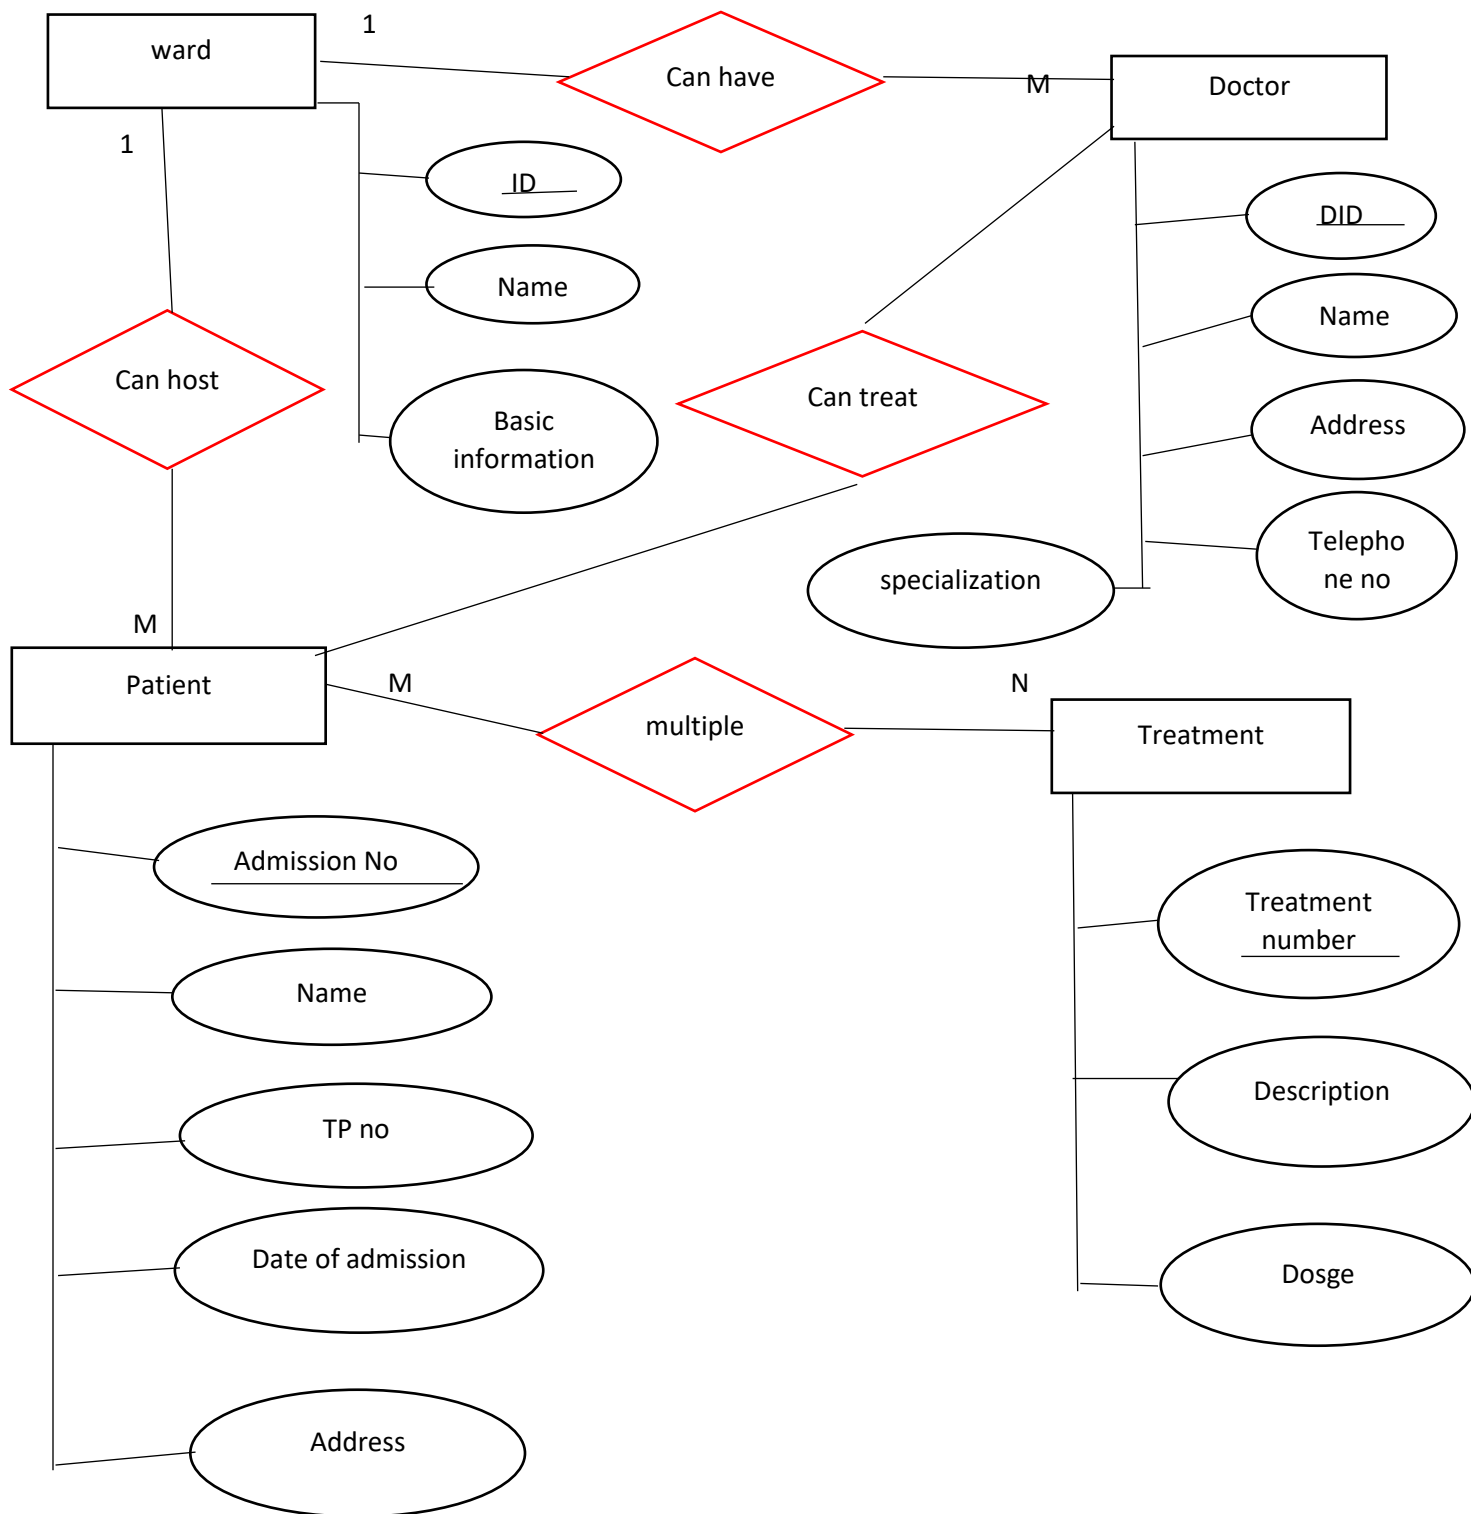 1
ward
Can have
M
Doctor
1
ID
DID
Name
Name
Can host
Can treat
Basic
information
Address
Telepho
ne no
specialization
M
Patient
M
multiple
N
Treatment
Admission No
Treatment
number
Name
Description
TP no
Date of admission
Dosge
Address